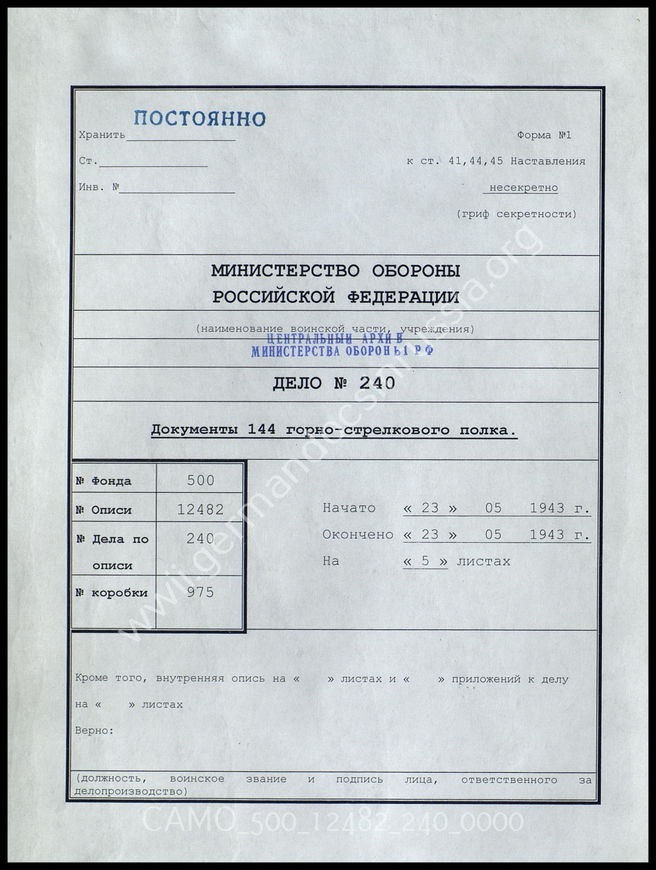 ПОСТОЯННО
Хранить
Форма №1
Ст.
к ст. 41,44,45 Наставления
Инв. №
несекретно
(гриф секретности)
МИНИСТЕРСТВО ОБОРОНЫ
РОССИЙСКОЙ ФЕДЕРАЦИИ
(наименование воинской части, учреждения)
ЦЕНТРАЛЬНЫЙ АРХИВ
МИНИСТЕРСТВА ОБОРОНЫ РФ
ДЕЛО № 240
Документы 144 горно-стрелкового полка.
№ Фонда 500
№ Описи 12482
№ Дела по описи 240
№ коробки 975
Начато « 23 » 05 1943 г.
Окончено « 23 » 05 1943 г.
На « 5 » листах
Кроме того, внутренняя опись на « » листах и « » приложений к делу
на « » листах
Верно:
(должность, воинское звание и подпись лица, ответственного за
делопроизводство)
CAMO_500_12482_240_0000